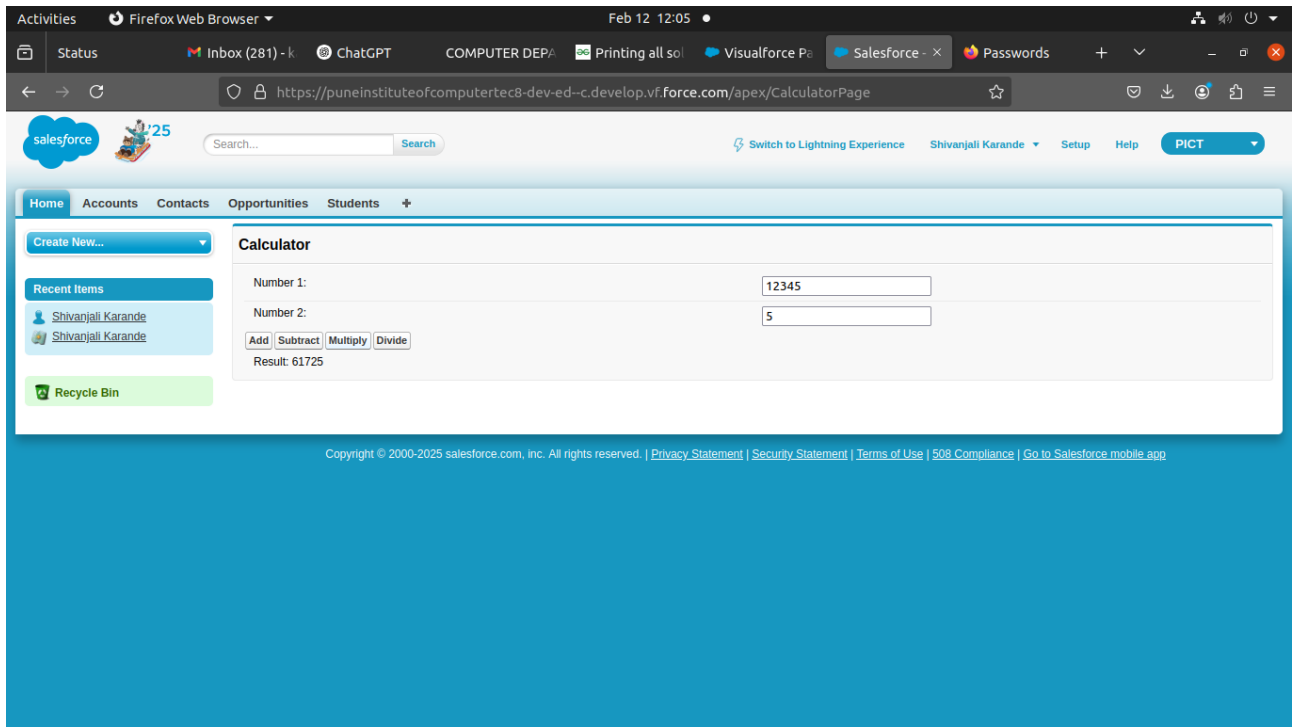 Activities Firefox Web Browser Feb 12 12:05
Status Inbox (281) - k ChatGPT COMPUTER DEPA Printing all sol Visualforce Pa Salesforce - Passwords
https://puneinstituteofcomputertec8-dev-ed--c.develop.vf.force.com/apex/CalculatorPage
salesforce '25 Search... Search Switch to Lightning Experience Shivanjali Karande Setup Help PICT
Home Accounts Contacts Opportunities Students
Create New...
Recent Items
Shivanjali Karande
Shivanjali Karande
Recycle Bin
Calculator
Number 1: 12345
Number 2: 5
Add Subtract Multiply Divide
Result: 61725
Copyright © 2000-2025 salesforce.com, inc. All rights reserved. | Privacy Statement | Security Statement | Terms of Use | 508 Compliance | Go to Salesforce mobile app